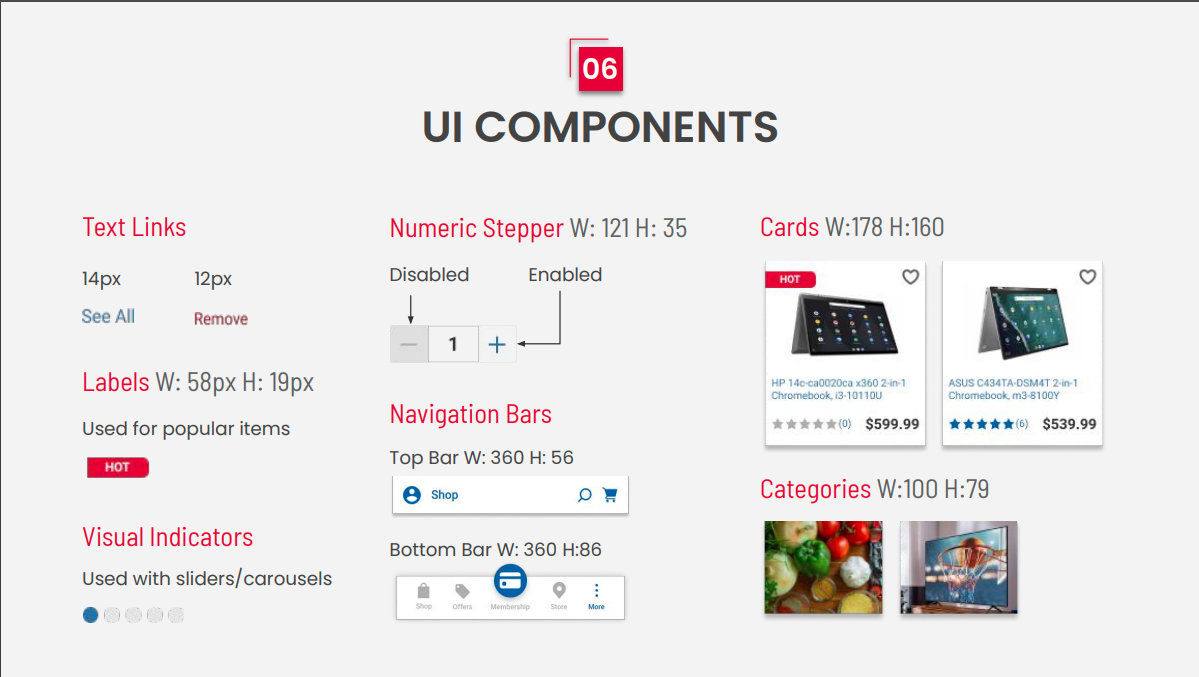 06
UI COMPONENTS
Text Links
14px
12px
See All
Remove
Labels W: 58px H: 19px
Used for popular items
HOT
Visual Indicators
Used with sliders/carousels
Numeric Stepper W: 121 H: 35
Disabled
Enabled
1
Navigation Bars
Top Bar W: 360 H: 56
Shop
Bottom Bar W: 360 H:86
Shop
Offers
Membership
Store
More
Cards W:178 H:160
HOT
HP 14c-ca0020ca x360 2-in-1
Chromebook, i3-10110U
(0) $599.99
ASUS C434TA-DSM4T 2-in-1
Chromebook, m3-8100Y
(6) $539.99
Categories W:100 H:79